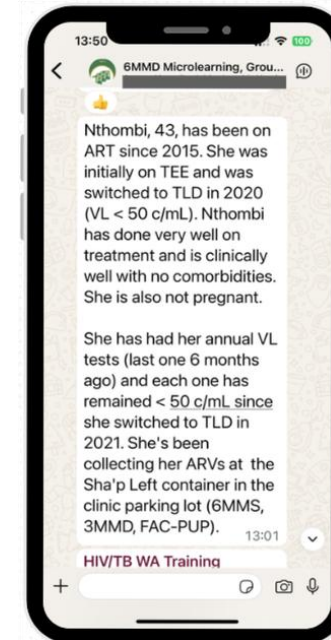 13:50
100
6MMD Microlearning, Grou...
Nthombi, 43, has been on
ART since 2015. She was
initially on TEE and was
switched to TLD in 2020
(VL < 50 c/mL). Nthombi
has done very well on
treatment and is clinically
well with no comorbidities.
She is also not pregnant.
She has had her annual VL
tests (last one 6 months
ago) and each one has
remained < 50 c/mL since
she switched to TLD in
2021. She's been
collecting her ARVs at the
Sha'p Left container in the
clinic parking lot (6MMS,
3MMD, FAC-PUP).
13:01
HIV/TB WA Training